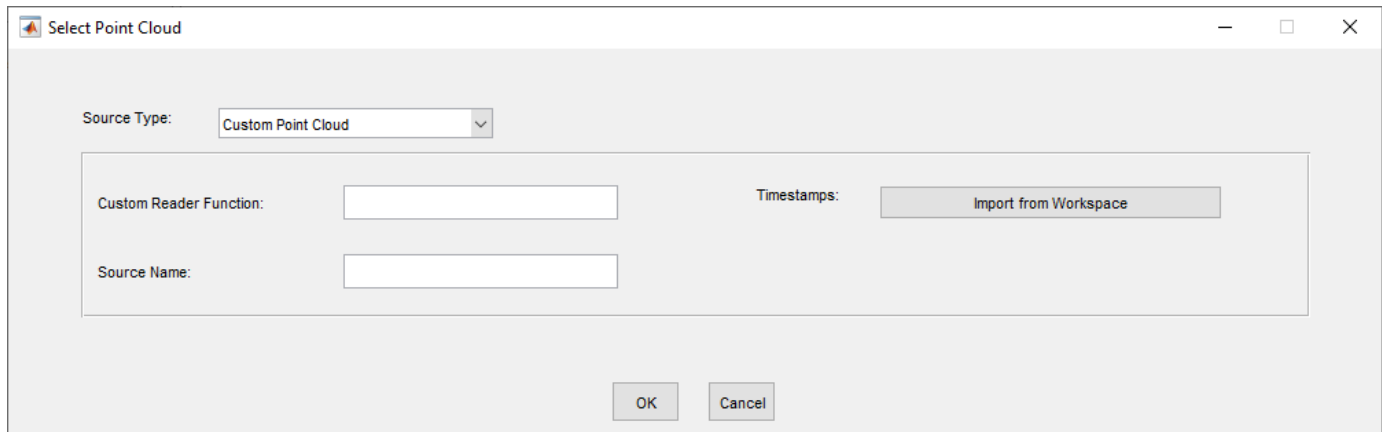 Select Point Cloud
Source Type: Custom Point Cloud
Custom Reader Function: Timestamps: Import from Workspace
Source Name:
OK Cancel